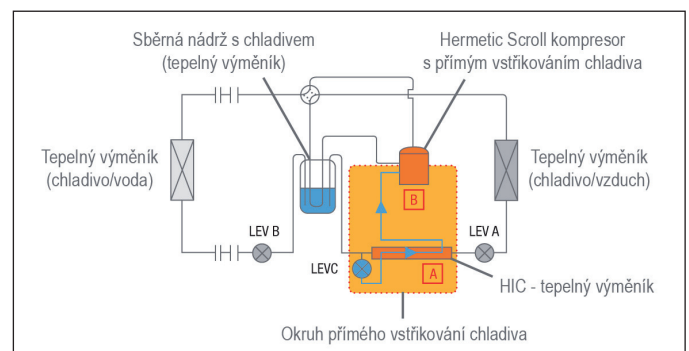 Sběrná nádrž s chladivem
(tepelný výměník)
Hermetic Scroll kompresor
s přímým vstřikováním chladiva
Tepelný výměník
(chladivo/voda)
Tepelný výměník
(chladivo/vzduch)
B
LEV B
LEV A
LEVC
A
HIC - tepelný výměník
Okruh přímého vstřikování chladiva